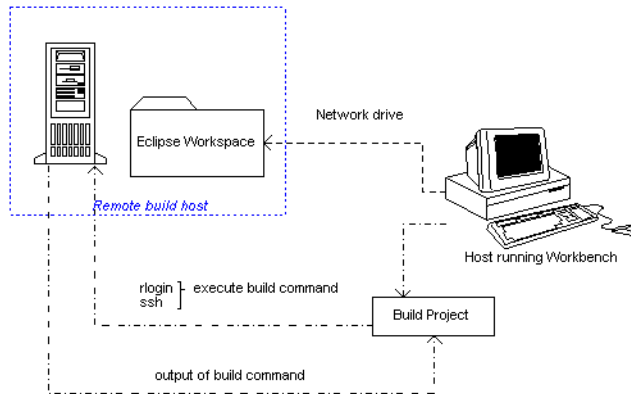 Network drive
Eclipse Workspace
Remote build host
Host running Workbench
rlogin
ssh
execute build command
Build Project
output of build command